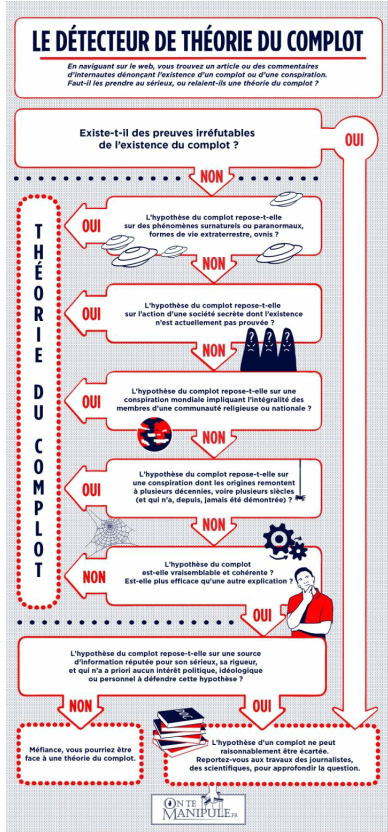 LE DÉTECTEUR DE THÉORIE DU COMPLOT
En naviguant sur le web, vous trouvez un article ou des commentaires
d'internautes dénonçant l'existence d'un complot ou d'une conspiration.
Faut-il les prendre au sérieux, ou relaient-ils une théorie du complot ?
Existe-t-il des preuves irréfutables
de l'existence du complot ?
OUI
NON
THÉORIE DU COMPLOT
L'hypothèse du complot repose-t-elle
sur des phénomènes surnaturels ou paranormaux,
formes de vie extraterrestre, ovnis ?
OUI
NON
L'hypothèse du complot repose-t-elle
sur l'action d'une société secrète dont l'existence
n'est actuellement pas prouvée ?
OUI
? ? ?
NON
L'hypothèse du complot repose-t-elle sur une
conspiration mondiale impliquant l'intégralité des
membres d'une communauté religieuse ou nationale ?
OUI
NON
L'hypothèse du complot repose-t-elle sur
une conspiration dont les origines remontent
à plusieurs décennies, voire plusieurs siècles
(et qui n'a, depuis, jamais été démontrée) ?
OUI
NON
L'hypothèse du complot
est-elle vraisemblable et cohérente ?
Est-elle plus efficace qu'une autre explication ?
NON
OUI
L'hypothèse du complot repose-t-elle sur une source
d'information réputée pour son sérieux, sa rigueur,
et qui n'a a priori aucun intérêt politique, idéologique
ou personnel à défendre cette hypothèse ?
NON
OUI
Méfiance, vous pourriez être
face à une théorie du complot.
L'hypothèse d'un complot ne peut
raisonnablement être écartée.
Reportez-vous aux travaux des journalistes,
des scientifiques, pour approfondir la question.
ON TE
MANIPULE.FR